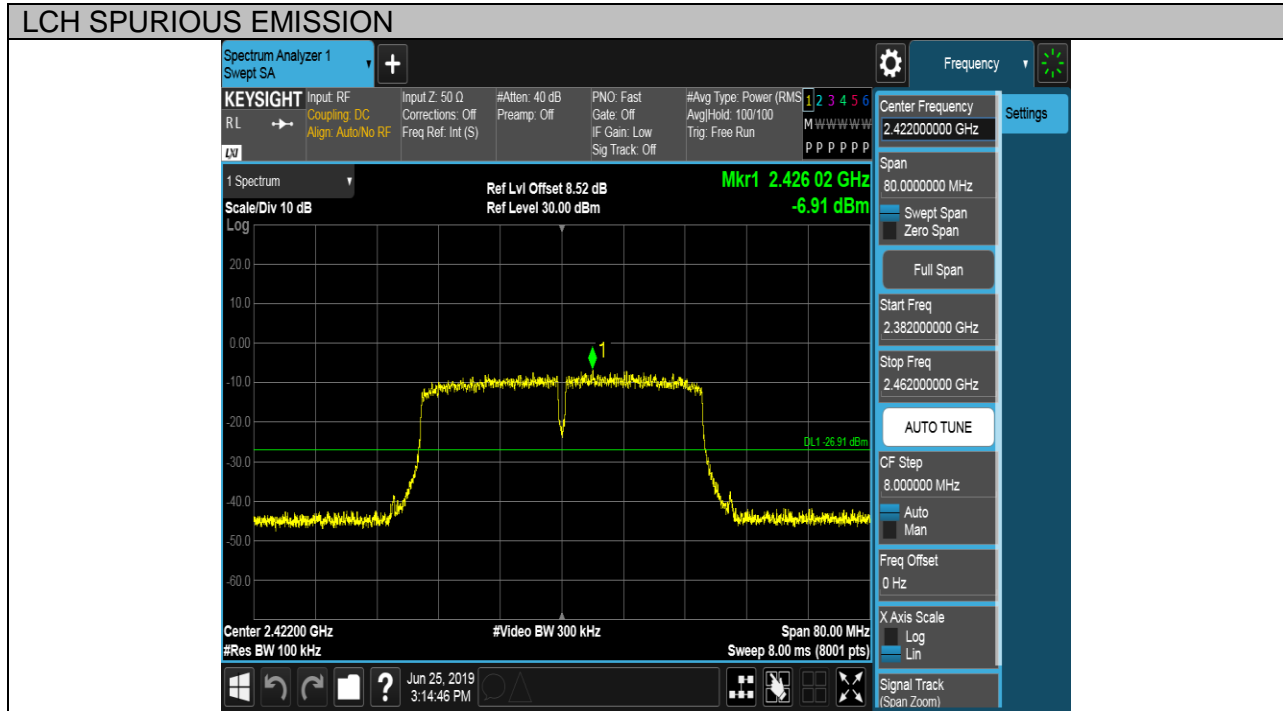 LCH SPURIOUS EMISSION
Spectrum Analyzer 1
Swept SA
Frequency
KEYSIGHT
RL
LXI
Input: RF
Coupling: DC
Align: Auto/No RF
Input Z: 50 Ω
Corrections: Off
Freq Ref: Int (S)
#Atten: 40 dB
Preamp: Off
PNO: Fast
Gate: Off
IF Gain: Low
Sig Track: Off
#Avg Type: Power (RMS
Avg|Hold: 100/100
Trig: Free Run
1 2 3 4 5 6
M W W W W W
P P P P P P
1 Spectrum
Scale/Div 10 dB
Log
Ref Lvl Offset 8.52 dB
Ref Level 30.00 dBm
Mkr1 2.426 02 GHz
-6.91 dBm
20.0
10.0
0.00
-10.0
-20.0
-30.0
-40.0
-50.0
-60.0
1
DL1 -26.91 dBm
Center 2.42200 GHz
#Res BW 100 kHz
#Video BW 300 kHz
Span 80.00 MHz
Sweep 8.00 ms (8001 pts)
Jun 25, 2019
3:14:46 PM
Settings
Center Frequency
2.422000000 GHz
Span
80.0000000 MHz
Swept Span
Zero Span
Full Span
Start Freq
2.382000000 GHz
Stop Freq
2.462000000 GHz
AUTO TUNE
CF Step
8.000000 MHz
Auto
Man
Freq Offset
0 Hz
X Axis Scale
Log
Lin
Signal Track
(Span Zoom)